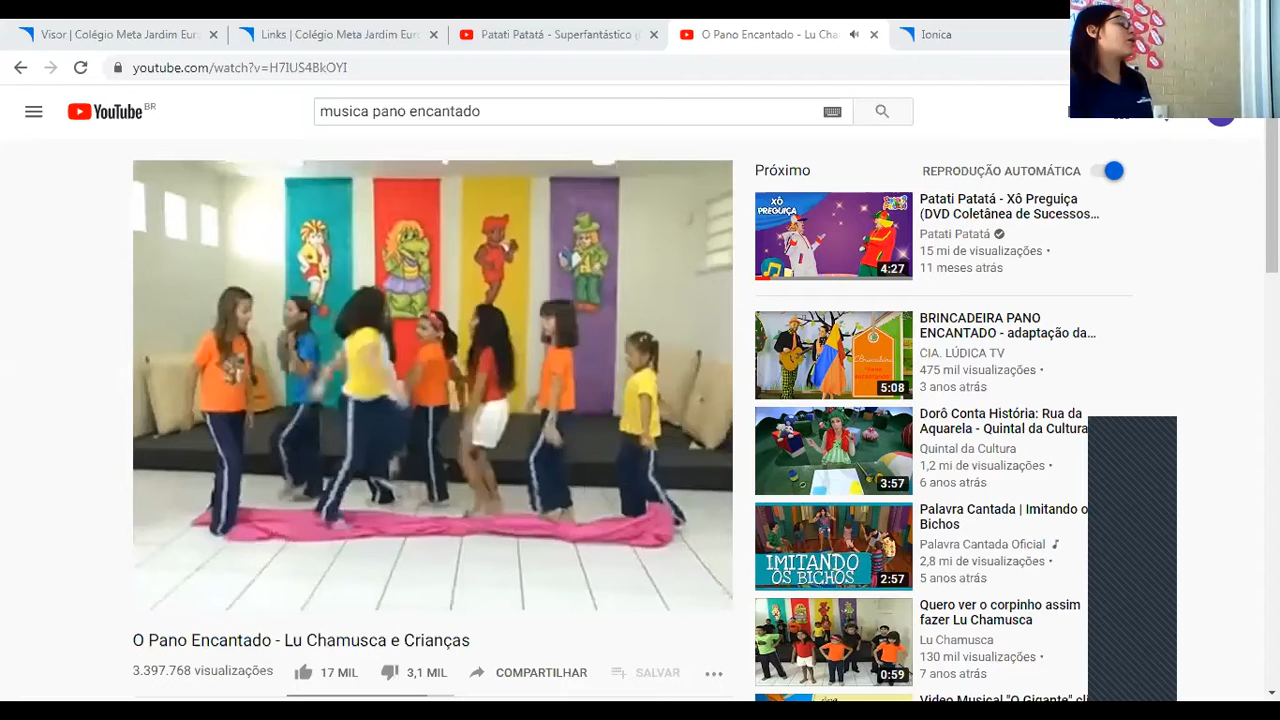 Visor | Colégio Meta Jardim Eur
Links | Colégio Meta Jardim Eur
Patati Patatá - Superfantástico (
O Pano Encantado - Lu Cha
Ionica
youtube.com/watch?v=H7IUS4BkOYI
YouTube BR
musica pano encantado
Próximo
REPRODUÇÃO AUTOMÁTICA
XÔ
PREGUIÇA
4:27
Patati Patatá - Xô Preguiça
(DVD Coletânea de Sucessos...
Patati Patatá
15 mi de visualizações •
11 meses atrás
Brincadeira
5:08
BRINCADEIRA PANO
ENCANTADO - adaptação da...
CIA. LÚDICA TV
475 mil visualizações •
3 anos atrás
3:57
Dorô Conta História: Rua da
Aquarela - Quintal da Cultura
Quintal da Cultura
1,2 mi de visualizações •
6 anos atrás
IMITANDO
OS BICHOS
2:57
Palavra Cantada | Imitando o
Bichos
Palavra Cantada Oficial
2,8 mi de visualizações •
5 anos atrás
0:59
Quero ver o corpinho assim
fazer Lu Chamusca
Lu Chamusca
130 mil visualizações •
7 anos atrás
Video Musical "O Gigante" cli
O Pano Encantado - Lu Chamusca e Crianças
3.397.768 visualizações
17 MIL
3,1 MIL
COMPARTILHAR
SALVAR